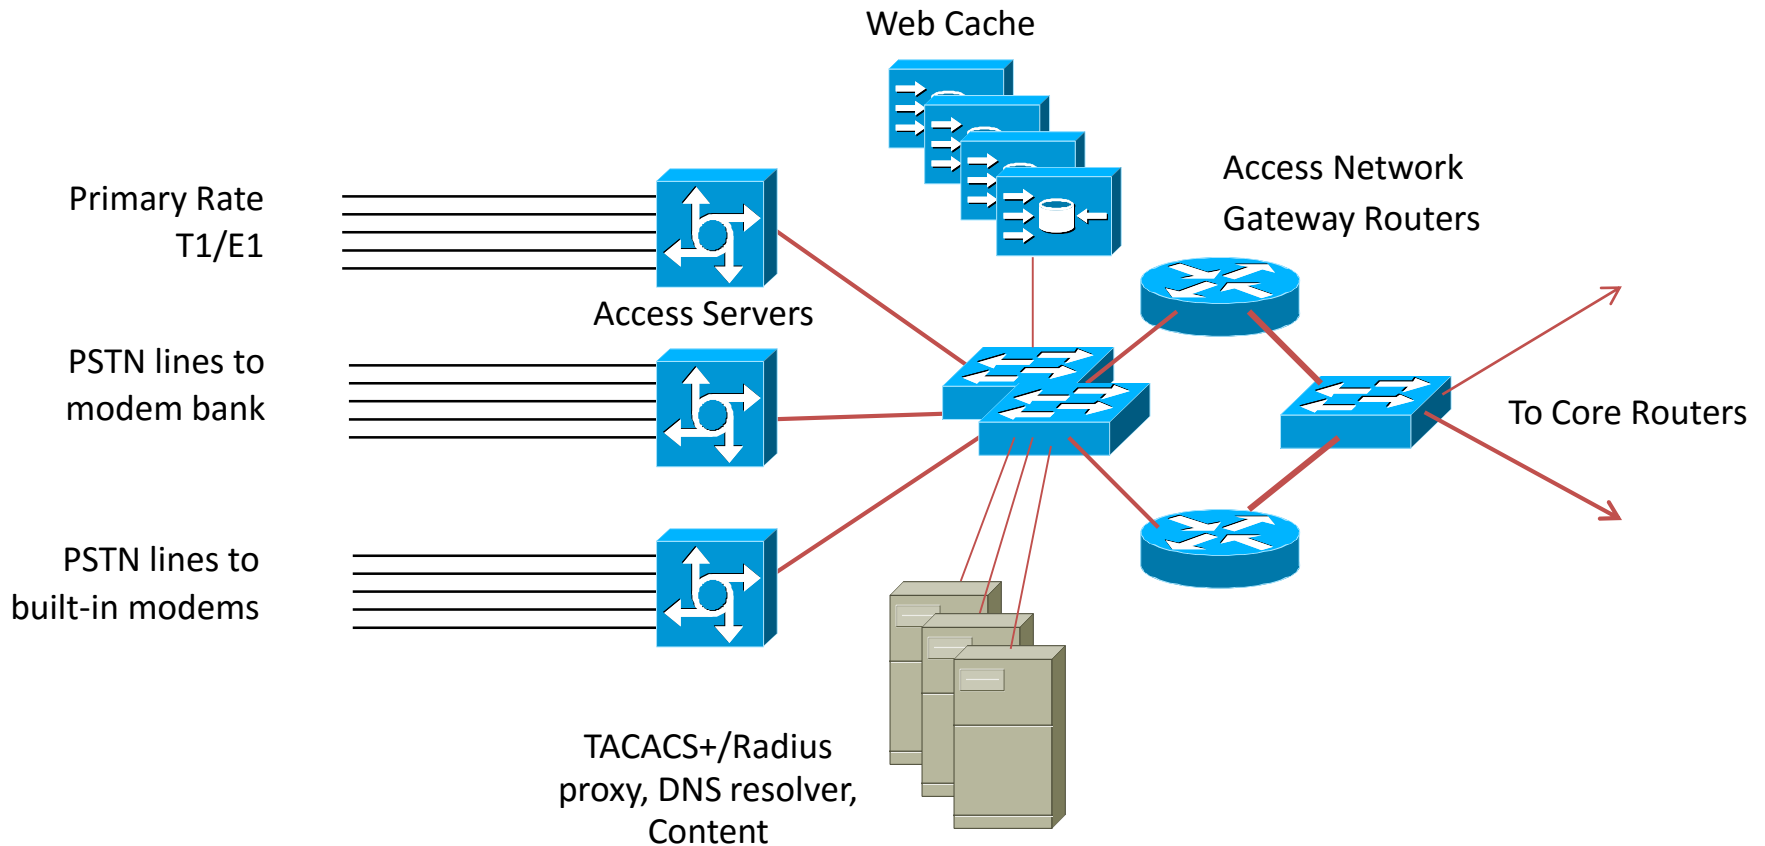 Web Cache
Access Network
Gateway Routers
Primary Rate
T1/E1
Access Servers
PSTN lines to
modem bank
To Core Routers
PSTN lines to
built-in modems
TACACS+/Radius
proxy, DNS resolver,
Content